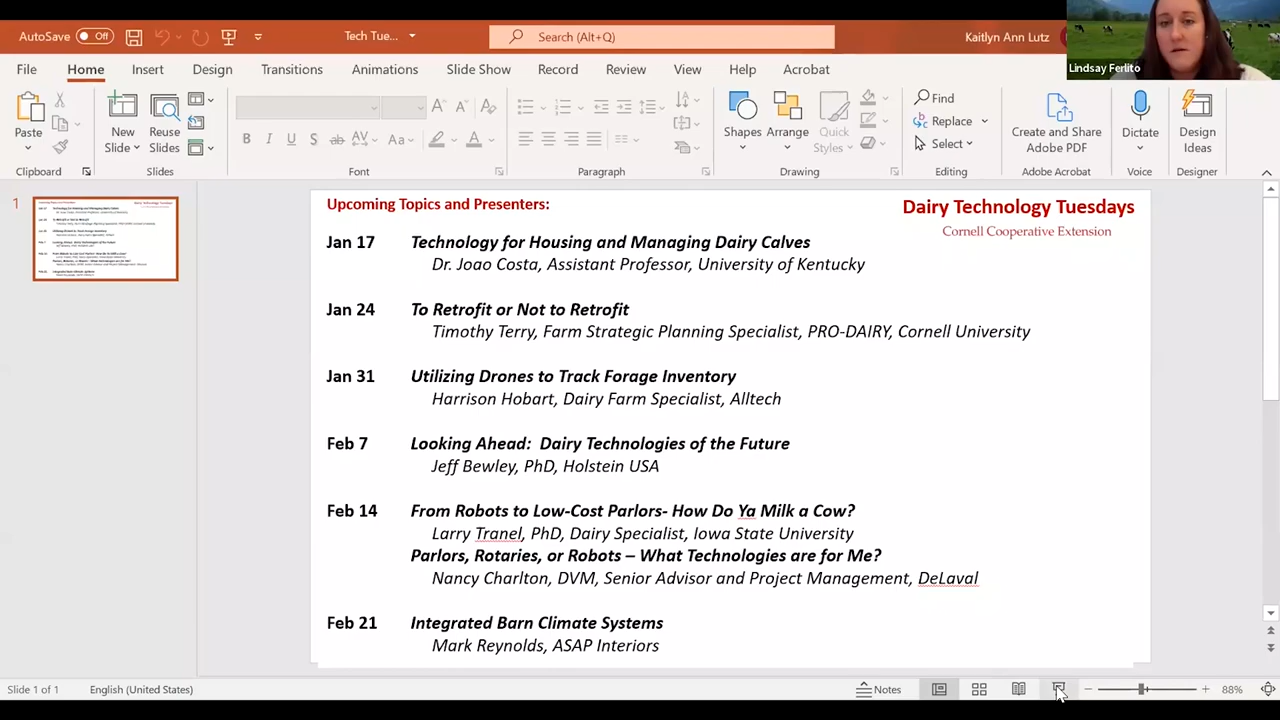 AutoSave Off
Tech Tue...
Search (Alt+Q)
Kaitlyn Ann Lutz
Lindsay Ferlito
File Home Insert Design Transitions Animations Slide Show Record Review View Help Acrobat
Paste
New Slide
Reuse Slides
Shapes
Arrange
Quick Styles
Find
Replace
Select
Create and Share Adobe PDF
Dictate
Design Ideas
Clipboard Slides Font Paragraph Drawing Editing Adobe Acrobat Voice Designer
1
Upcoming Topics and Presenters:
Dairy Technology Tuesdays
Cornell Cooperative Extension
Jan 17 Technology for Housing and Managing Dairy Calves
Dr. Joao Costa, Assistant Professor, University of Kentucky
Jan 24 To Retrofit or Not to Retrofit
Timothy Terry, Farm Strategic Planning Specialist, PRO-DAIRY, Cornell University
Jan 31 Utilizing Drones to Track Forage Inventory
Harrison Hobart, Dairy Farm Specialist, Alltech
Feb 7 Looking Ahead: Dairy Technologies of the Future
Jeff Bewley, PhD, Holstein USA
Feb 14 From Robots to Low-Cost Parlors- How Do Ya Milk a Cow?
Larry Tranel, PhD, Dairy Specialist, Iowa State University
Parlors, Rotaries, or Robots – What Technologies are for Me?
Nancy Charlton, DVM, Senior Advisor and Project Management, DeLaval
Feb 21 Integrated Barn Climate Systems
Mark Reynolds, ASAP Interiors
Slide 1 of 1 English (United States) Notes 88%